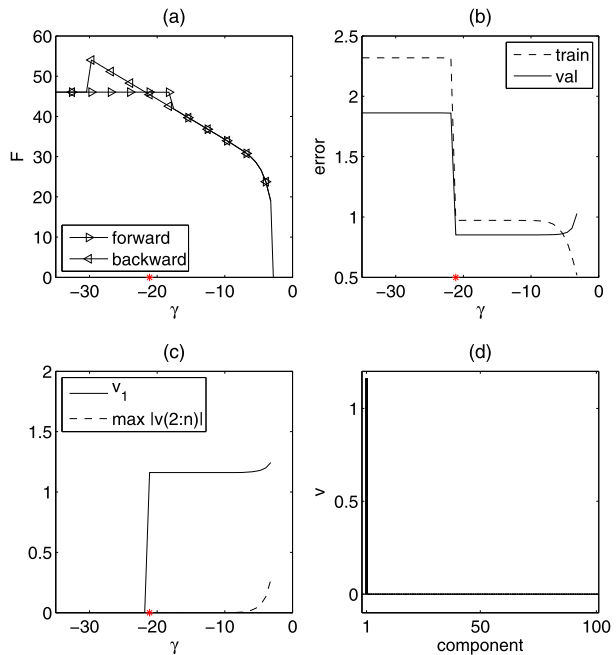 (a)
60
50
40
30
20
10
0
F
forward
backward
−30
−20
−10
0
γ
(b)
2.5
2
1.5
1
0.5
error
train
val
−30
−20
−10
0
γ
(c)
2
1.5
1
0.5
0
v1
max |v(2:n)|
−30
−20
−10
0
γ
(d)
1
0.5
0
v
1
50
100
component